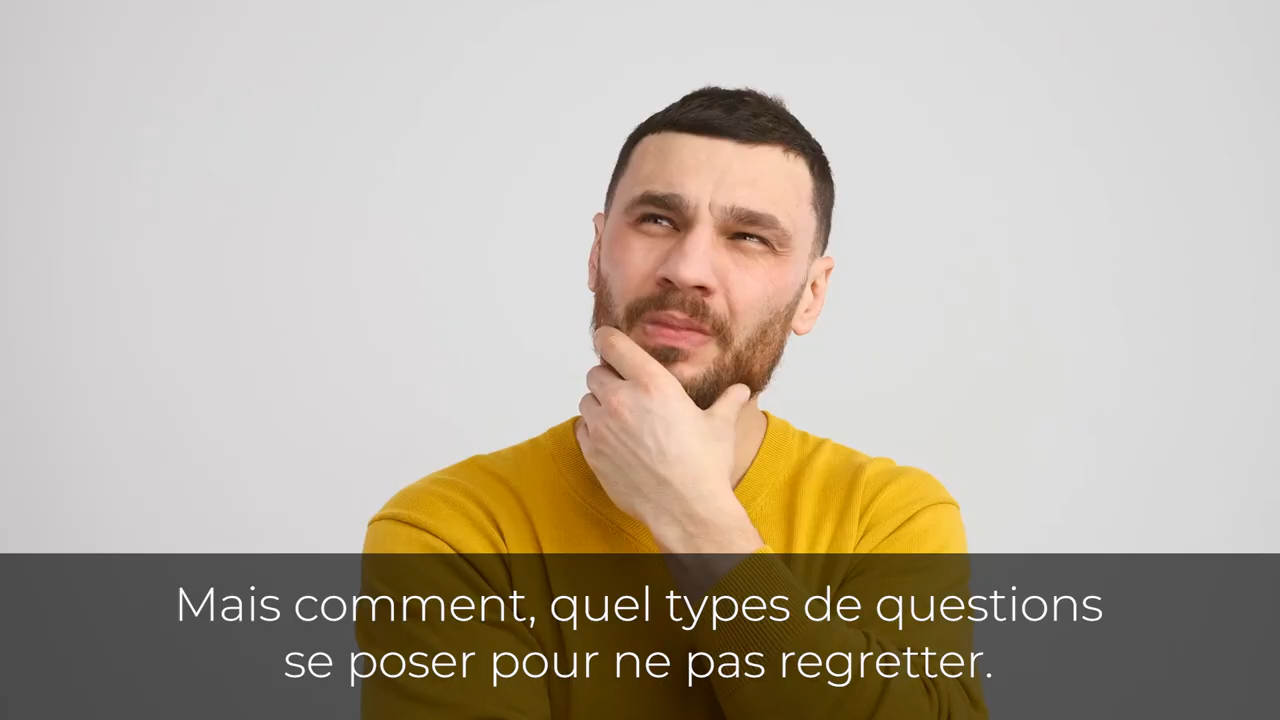 Mais comment, quel types de questions
se poser pour ne pas regretter.